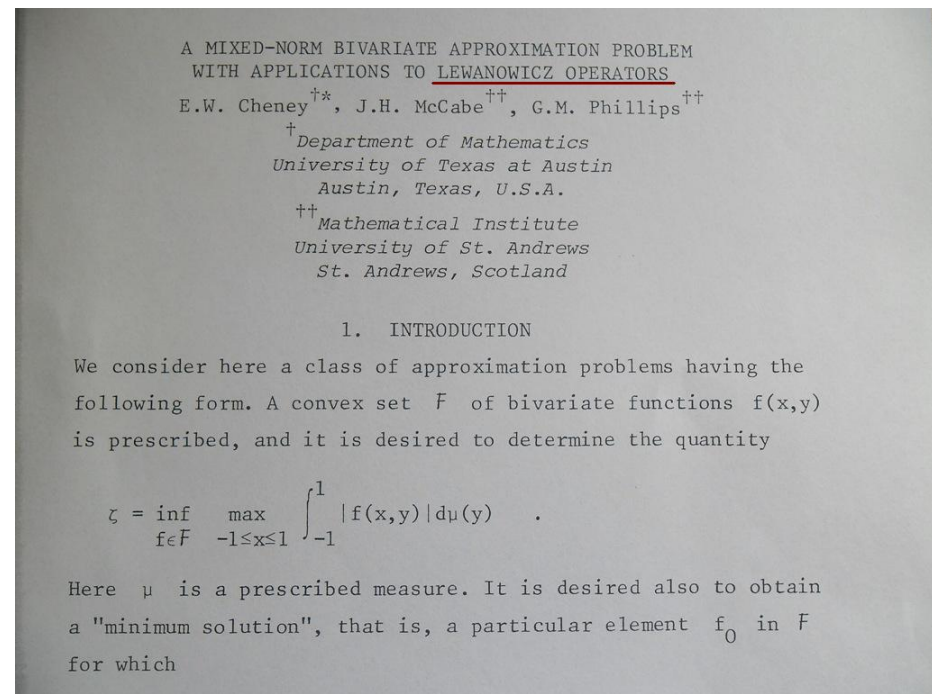 A MIXED-NORM BIVARIATE APPROXIMATION PROBLEM
WITH APPLICATIONS TO LEWANOWICZ OPERATORS
E.W. Cheney†*, J.H. McCabe††, G.M. Phillips††
†Department of Mathematics
University of Texas at Austin
Austin, Texas, U.S.A.
††Mathematical Institute
University of St. Andrews
St. Andrews, Scotland
1. INTRODUCTION
We consider here a class of approximation problems having the
following form. A convex set F of bivariate functions f(x,y)
is prescribed, and it is desired to determine the quantity
ζ = inf max ∫ 1 |f(x,y)|dμ(y) .
f∈F -1≤x≤1 -1
Here μ is a prescribed measure. It is desired also to obtain
a "minimum solution", that is, a particular element f₀ in F
for which